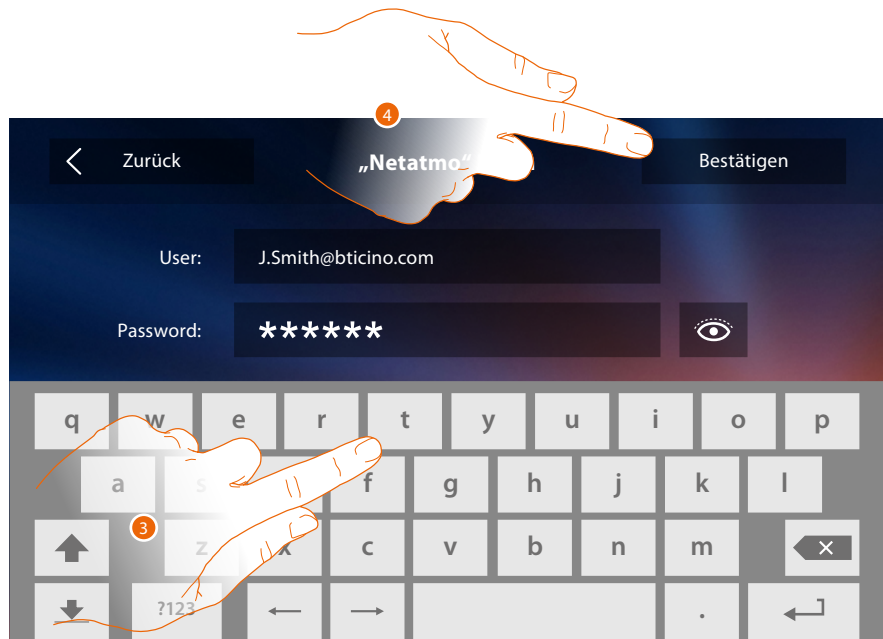 4
Zurück
„Netatmo“
Bestätigen
User:
J.Smith@bticino.com
Password:
******
q w e r t y u i o p
a s f g h j k l
3
z x c v b n m
?123 .